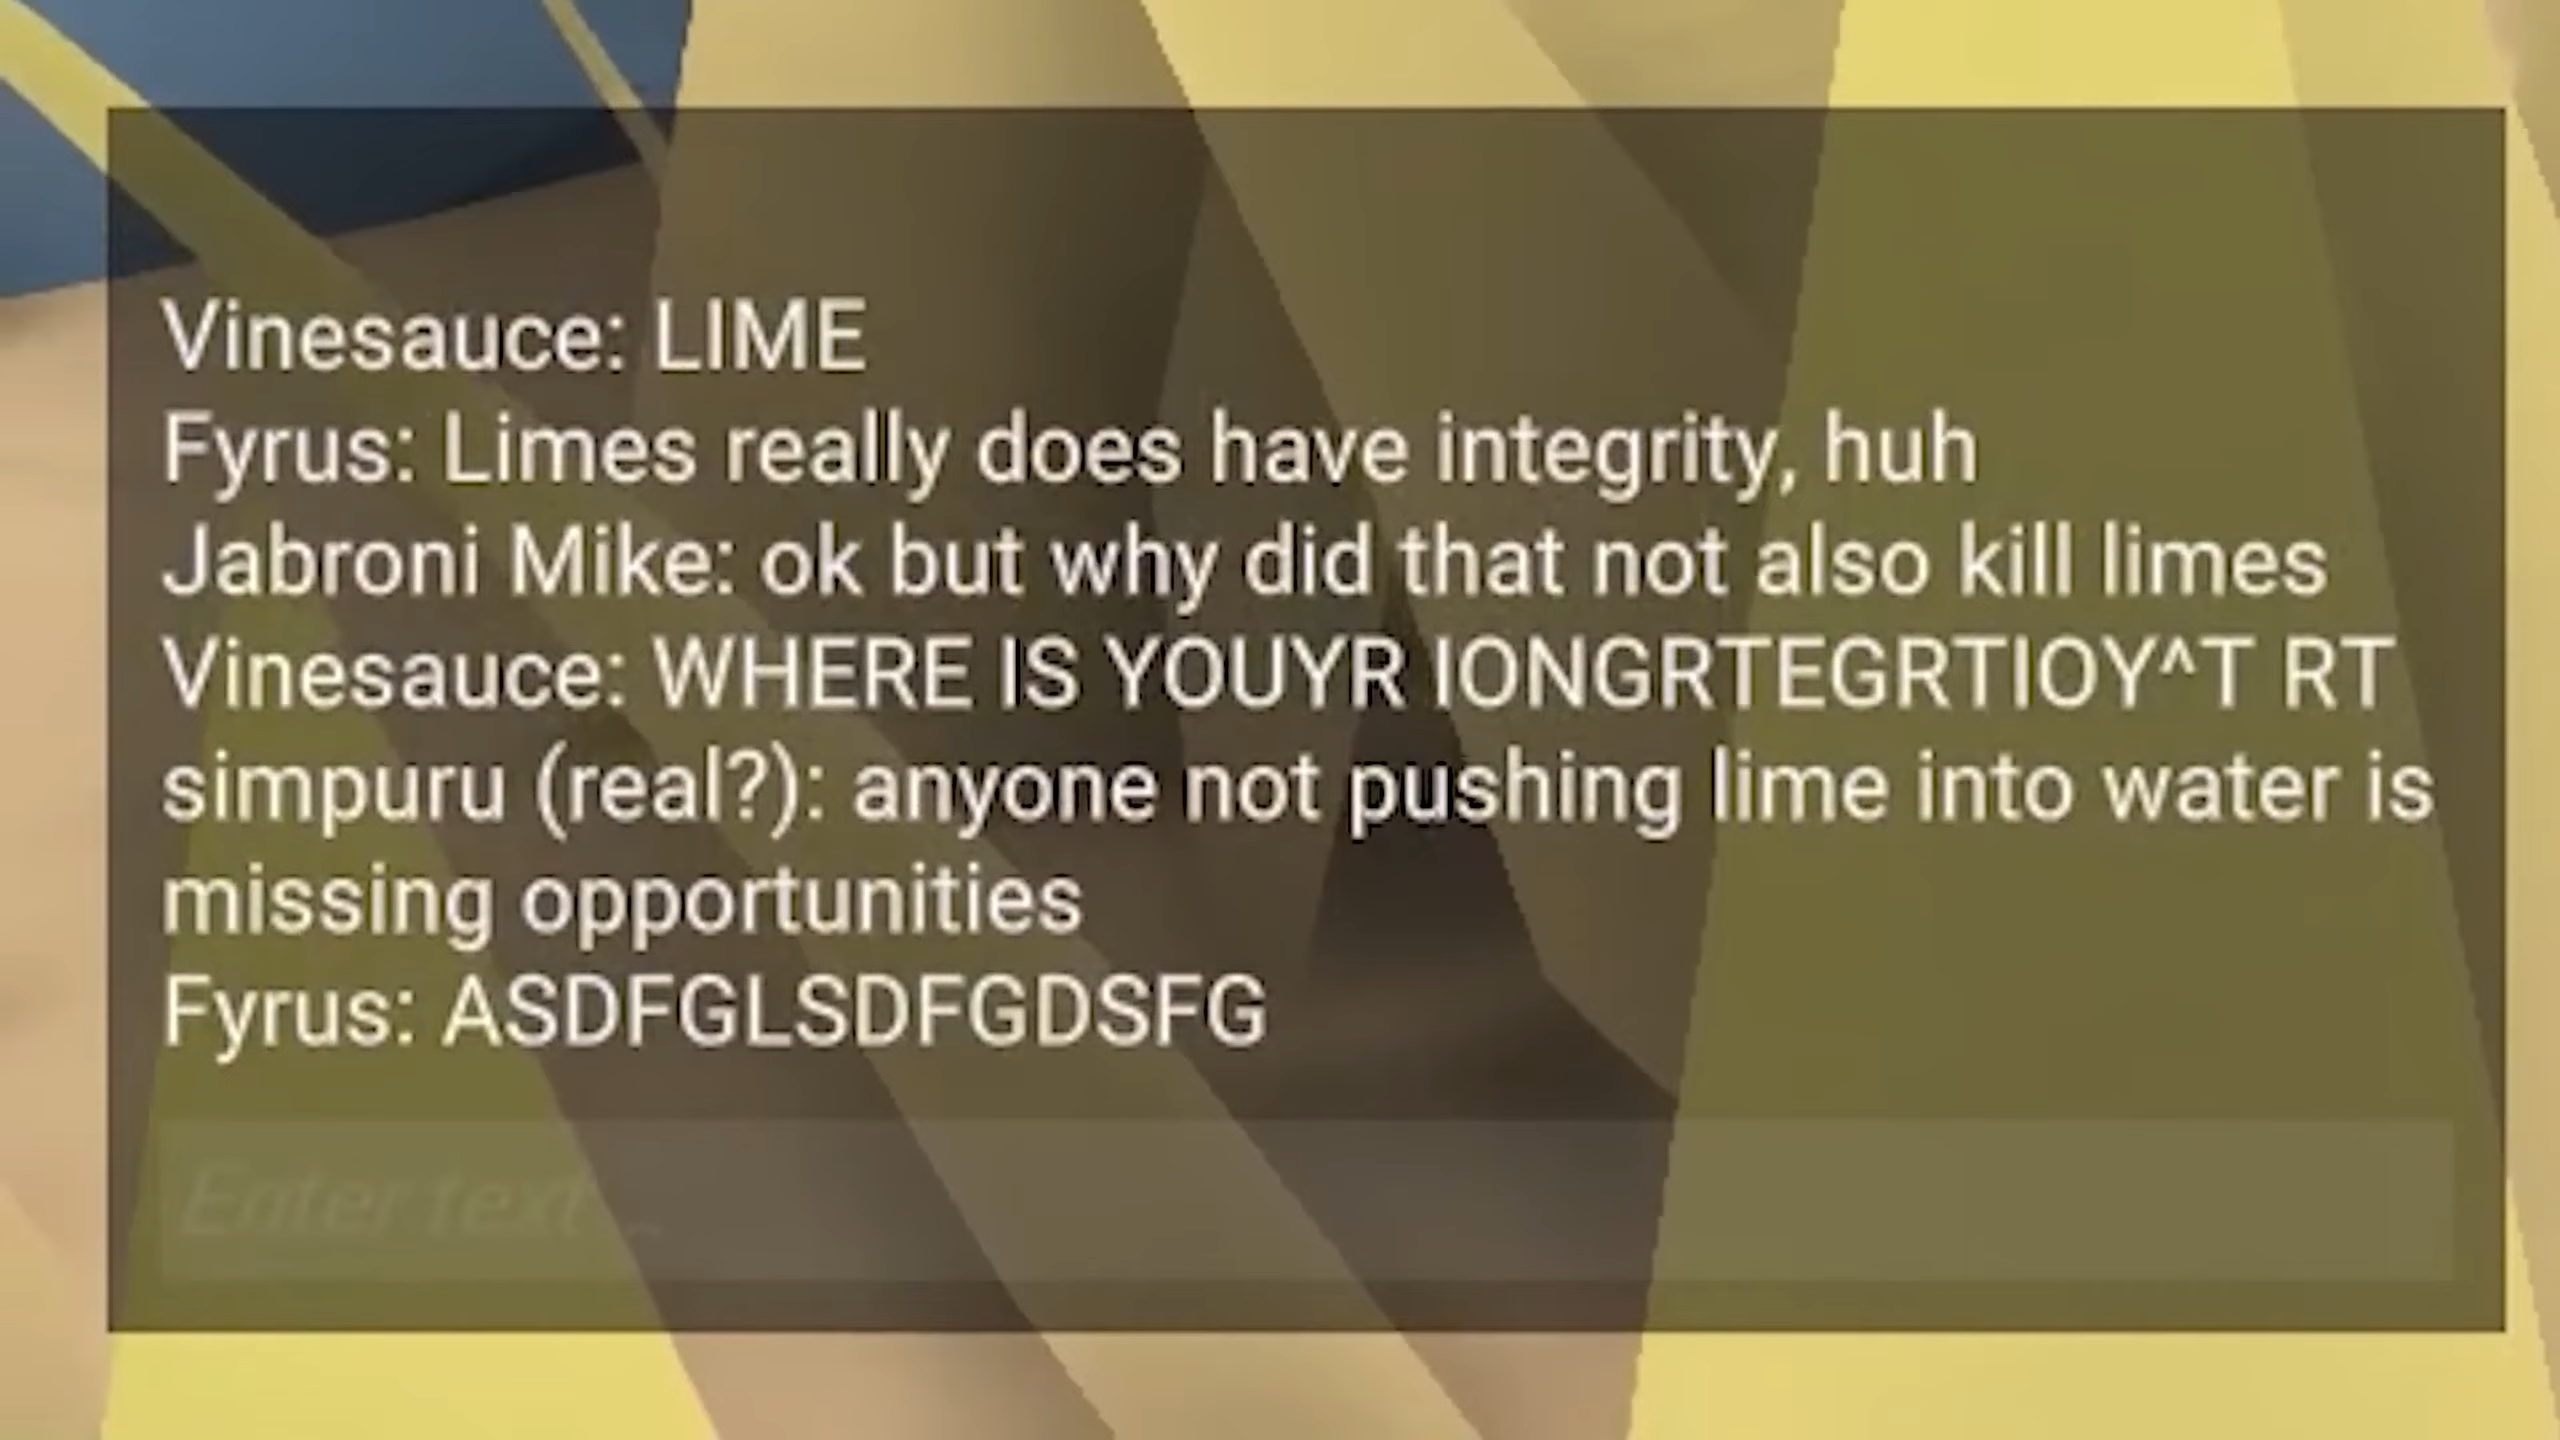 Vinesauce: LIME
Fyrus: Limes really does have integrity, huh
Jabroni Mike: ok but why did that not also kill limes
Vinesauce: WHERE IS YOUYR IONGRTEGRTIOY^T RT
simpuru (real?): anyone not pushing lime into water is
missing opportunities
Fyrus: ASDFGLSDFGDSFG
Enter text...